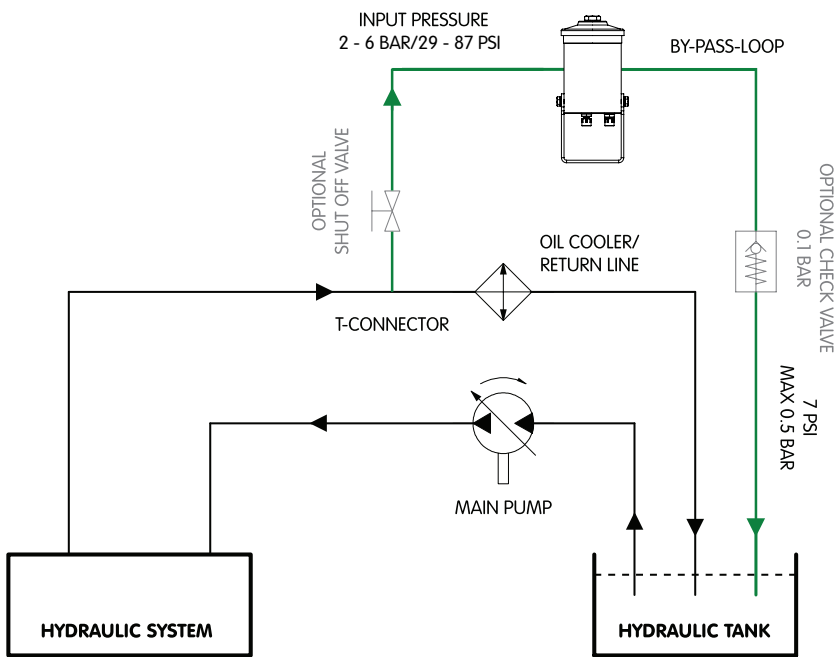 INPUT PRESSURE
2 - 6 BAR/29 - 87 PSI
BY-PASS-LOOP
OPTIONAL
SHUT OFF VALVE
OPTIONAL CHECK VALVE
0.1 BAR
OIL COOLER/
RETURN LINE
T-CONNECTOR
7 PSI
MAX 0.5 BAR
MAIN PUMP
HYDRAULIC SYSTEM
HYDRAULIC TANK